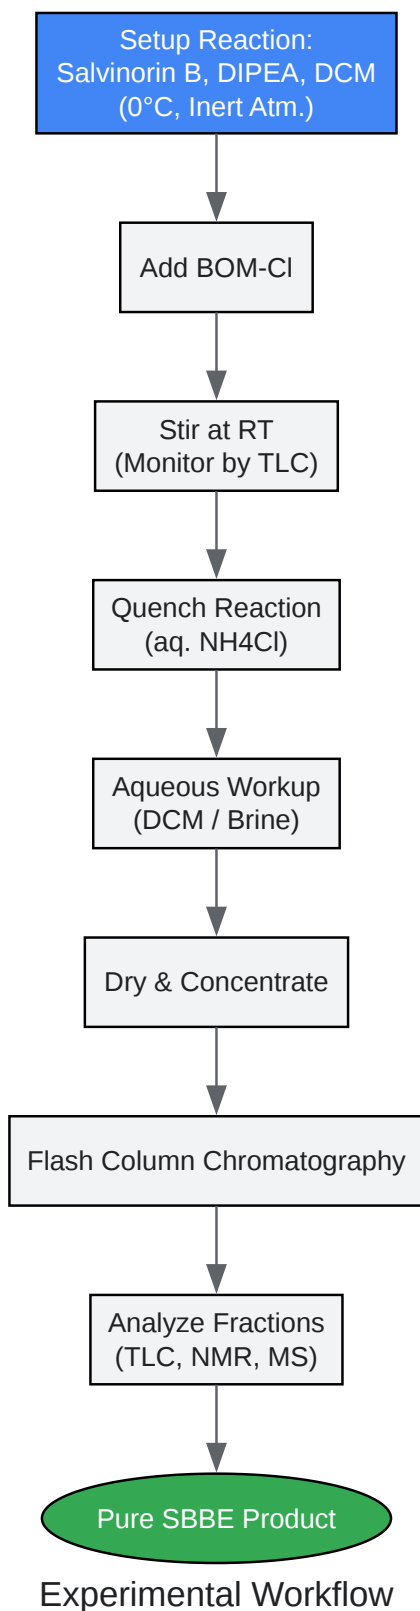 Setup Reaction:
Salvinorin B, DIPEA, DCM
(0°C, Inert Atm.)
Add BOM-Cl
Stir at RT
(Monitor by TLC)
Quench Reaction
(aq. NH4Cl)
Aqueous Workup
(DCM / Brine)
Dry & Concentrate
Flash Column Chromatography
Analyze Fractions
(TLC, NMR, MS)
Pure SBBE Product
Experimental Workflow